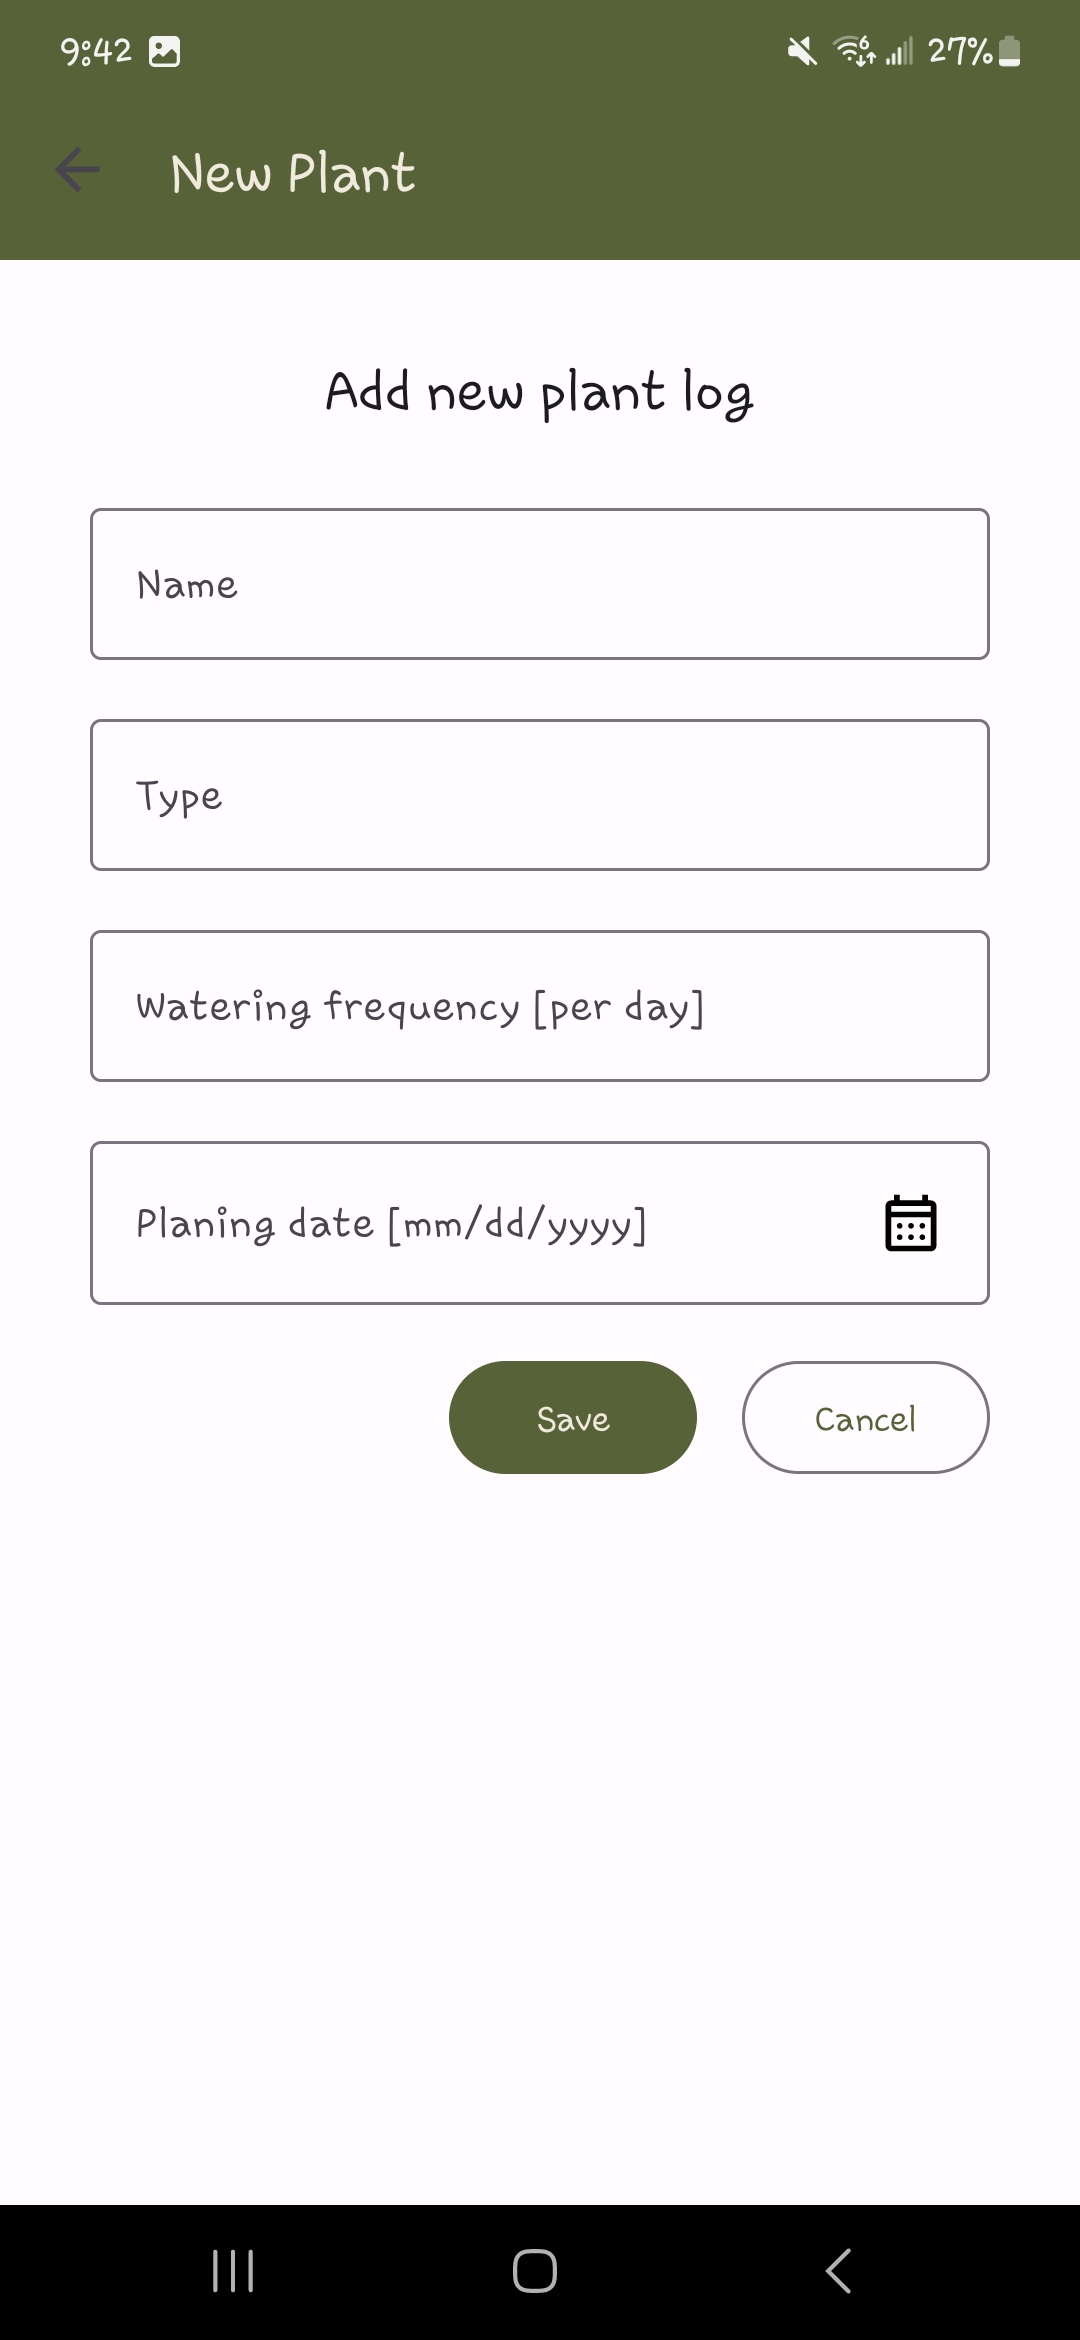 9:42 27%
New Plant
Add new plant log
Name
Type
Watering frequency [per day]
Planing date [mm/dd/yyyy]
Save Cancel